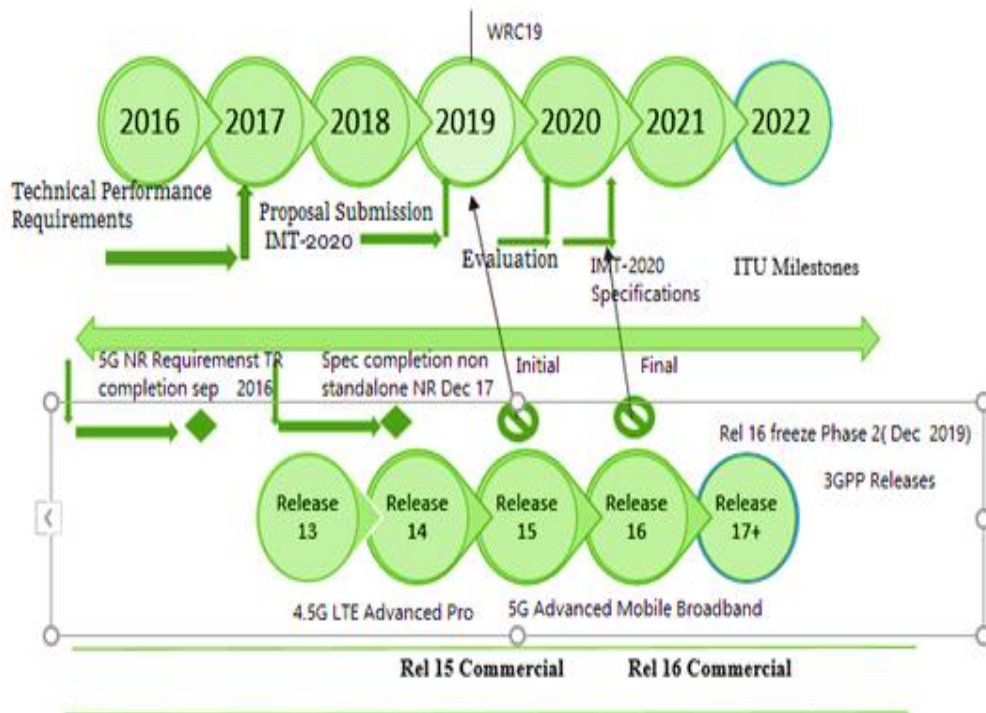 WRC19
2016
2017
2018
2019
2020
2021
2022
Technical Performance
Requirements
Proposal Submission
IMT-2020
Evaluation
IMT-2020
Specifications
ITU Milestones
5G NR Requiremenst TR
completion sep 2016
Spec completion non
standalone NR Dec 17
Initial
Final
Rel 16 freeze Phase 2( Dec 2019)
3GPP Releases
Release
13
Release
14
Release
15
Release
16
Release
17+
4.5G LTE Advanced Pro
5G Advanced Mobile Broadband
Rel 15 Commercial
Rel 16 Commercial